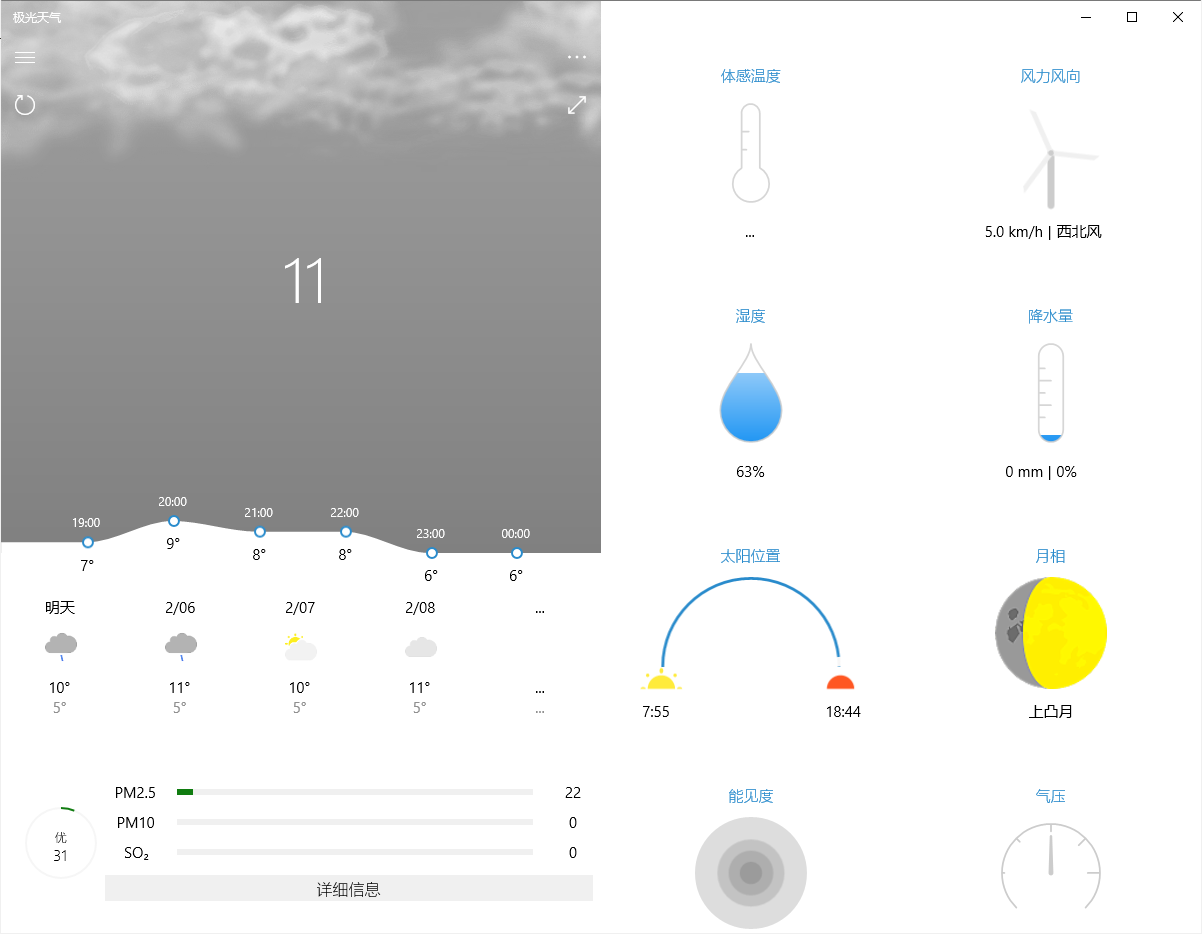 极光天气
11
19:00
20:00
21:00
22:00
23:00
00:00
7°
9°
8°
8°
6°
6°
明天
2/06
2/07
2/08
...
10°
11°
10°
11°
...
5°
5°
5°
5°
...
优
31
PM2.5
22
PM10
0
SO₂
0
详细信息
体感温度
...
风力风向
5.0 km/h | 西北风
湿度
63%
降水量
0 mm | 0%
太阳位置
7:55
18:44
月相
上凸月
能见度
气压